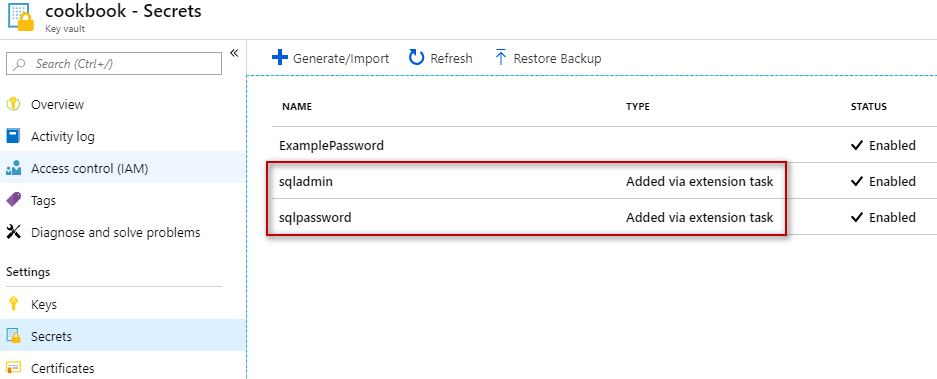 cookbook - Secrets
Key vault
Search (Ctrl+/)
«
Generate/Import Refresh Restore Backup
Overview
Activity log
Access control (IAM)
Tags
Diagnose and solve problems
Settings
Keys
Secrets
Certificates
NAME TYPE STATUS
ExamplePassword Enabled
sqladmin Added via extension task Enabled
sqlpassword Added via extension task Enabled